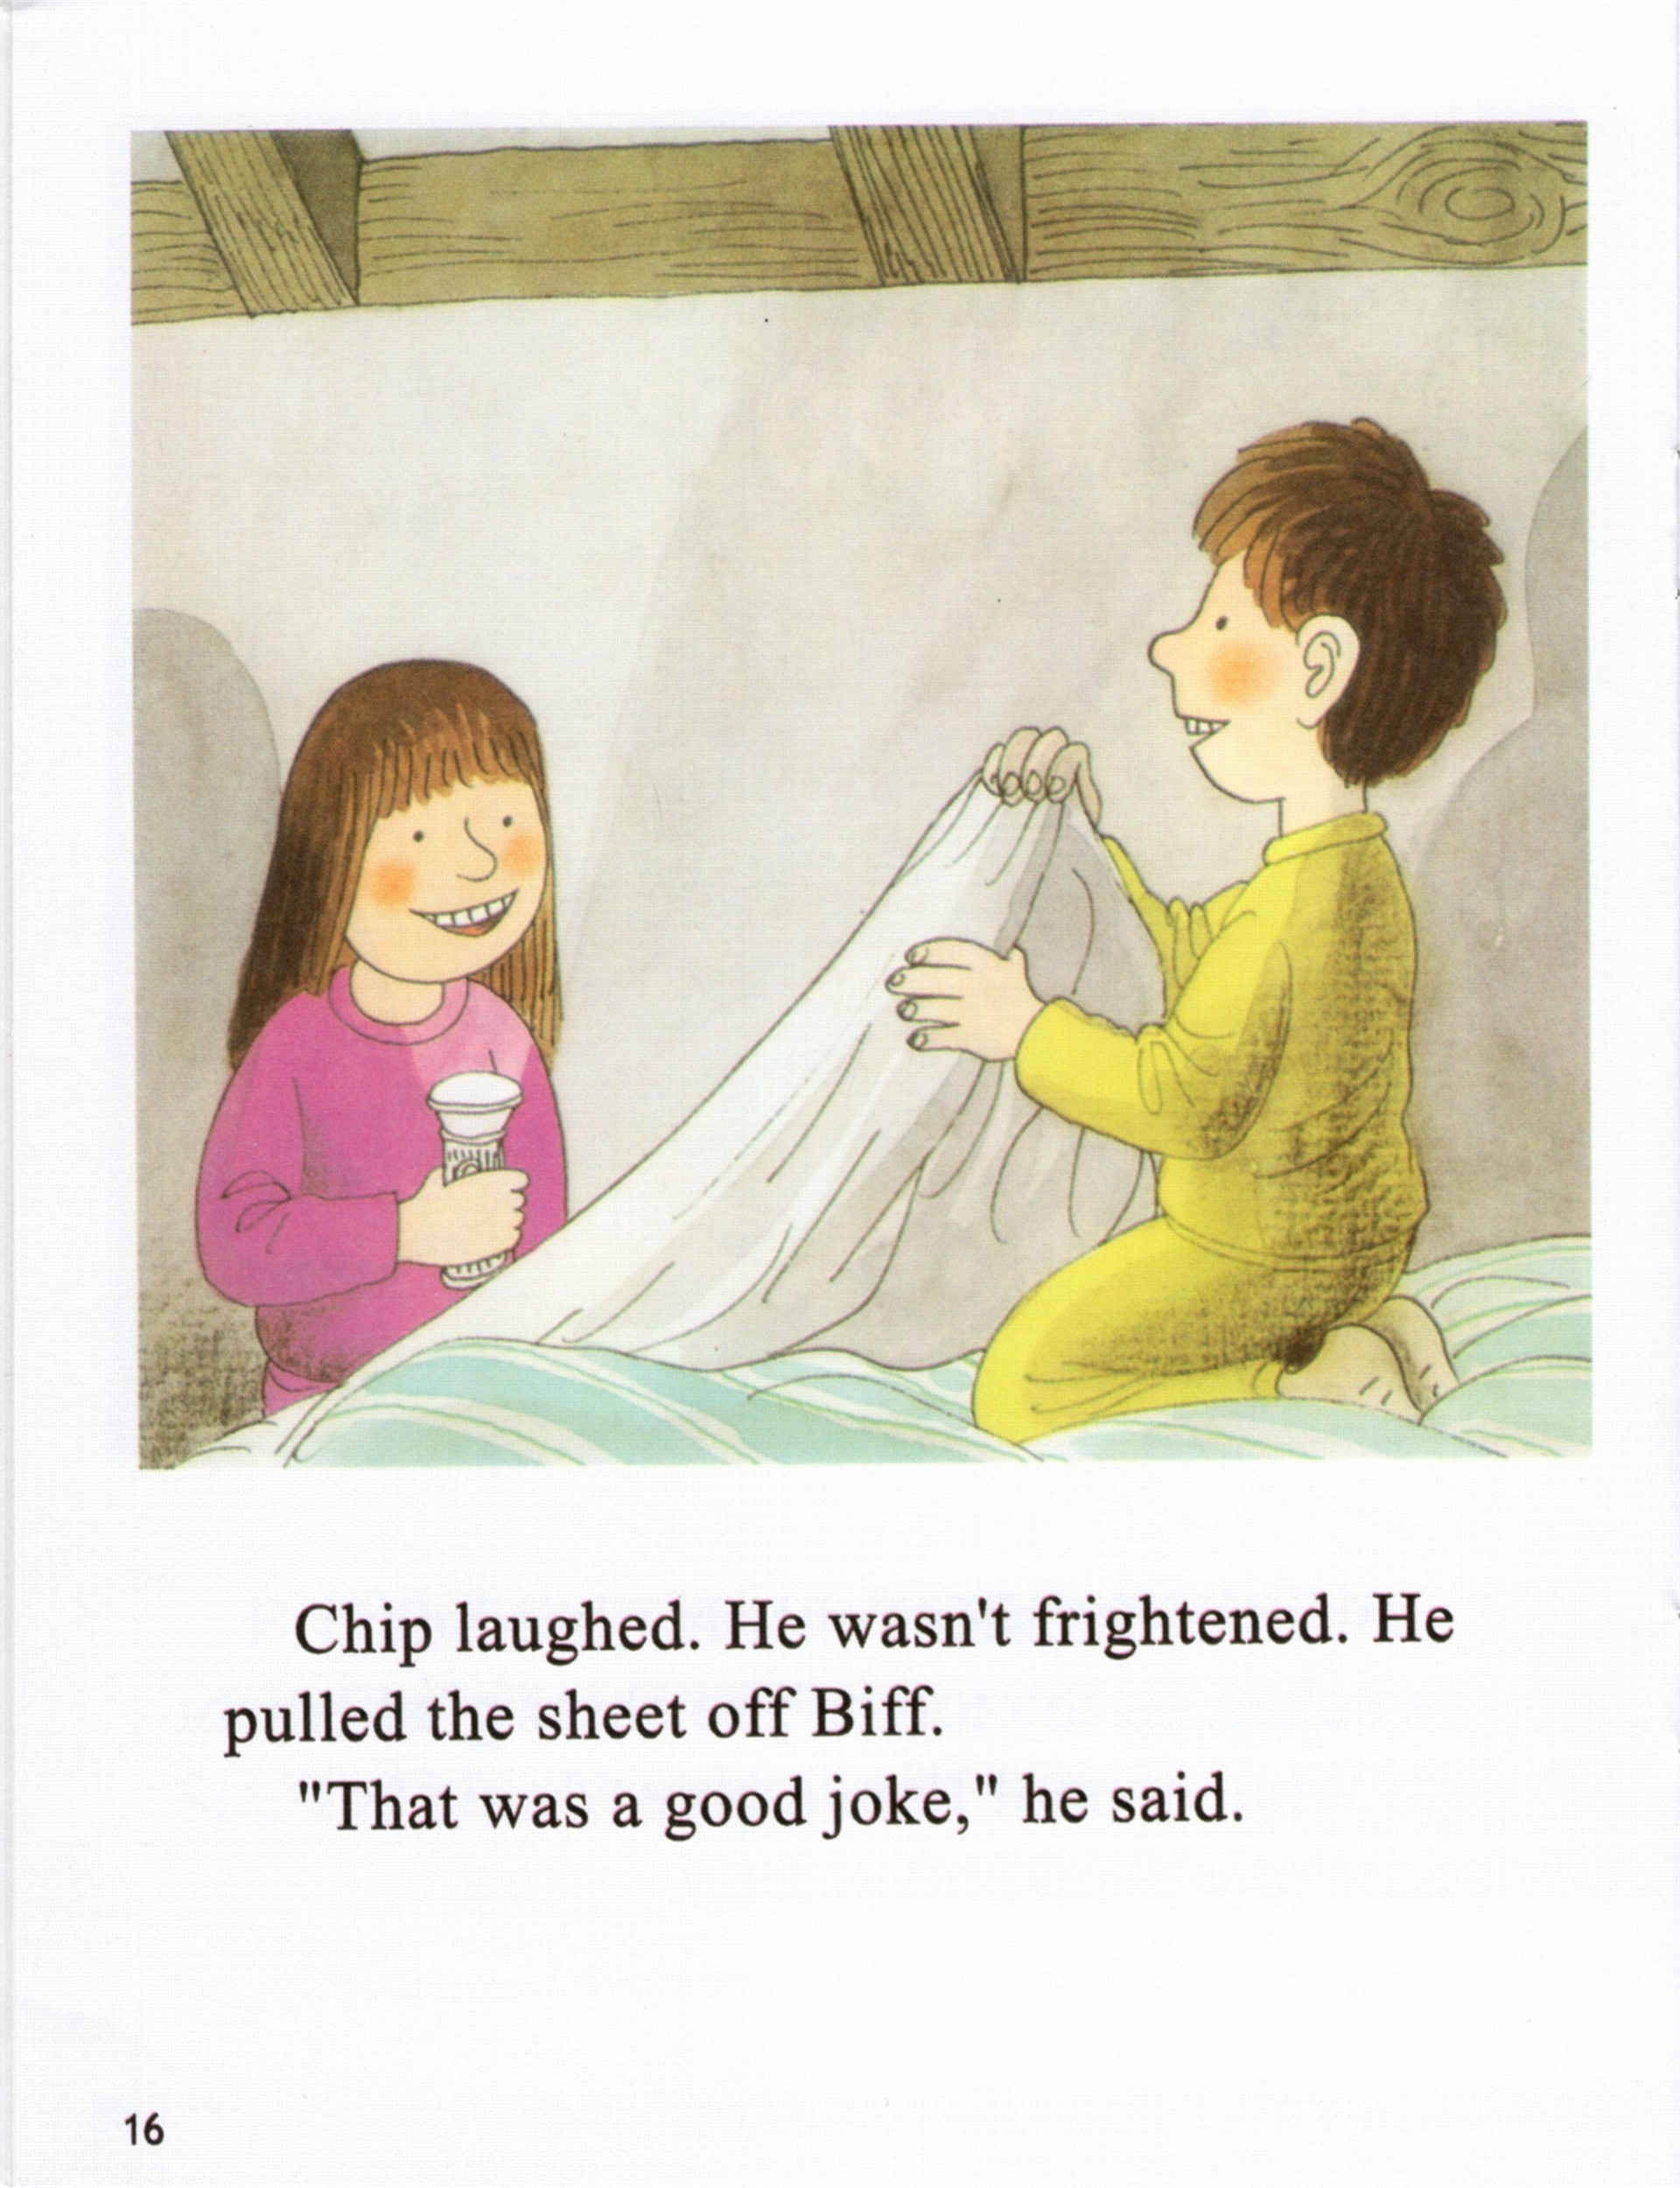 Chip laughed. He wasn't frightened. He
pulled the sheet off Biff.
"That was a good joke," he said.
16